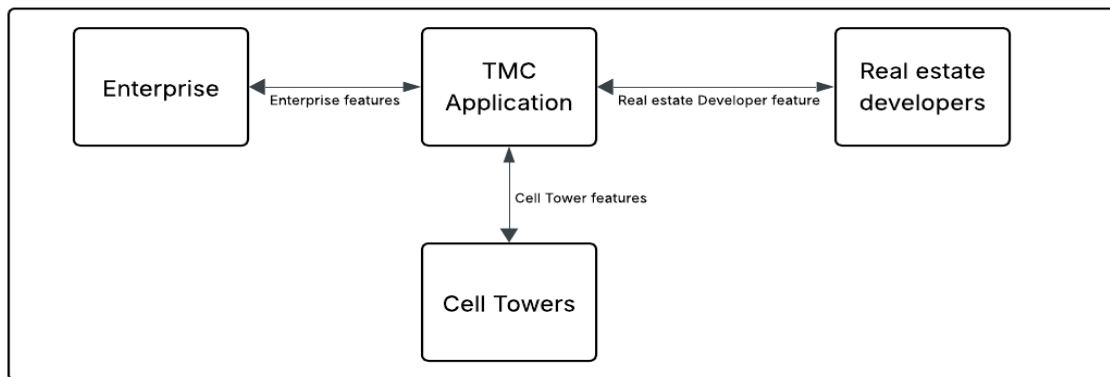 Enterprise
Enterprise features
TMC
Application
Real estate Developer feature
Real estate
developers
Cell Tower features
Cell Towers